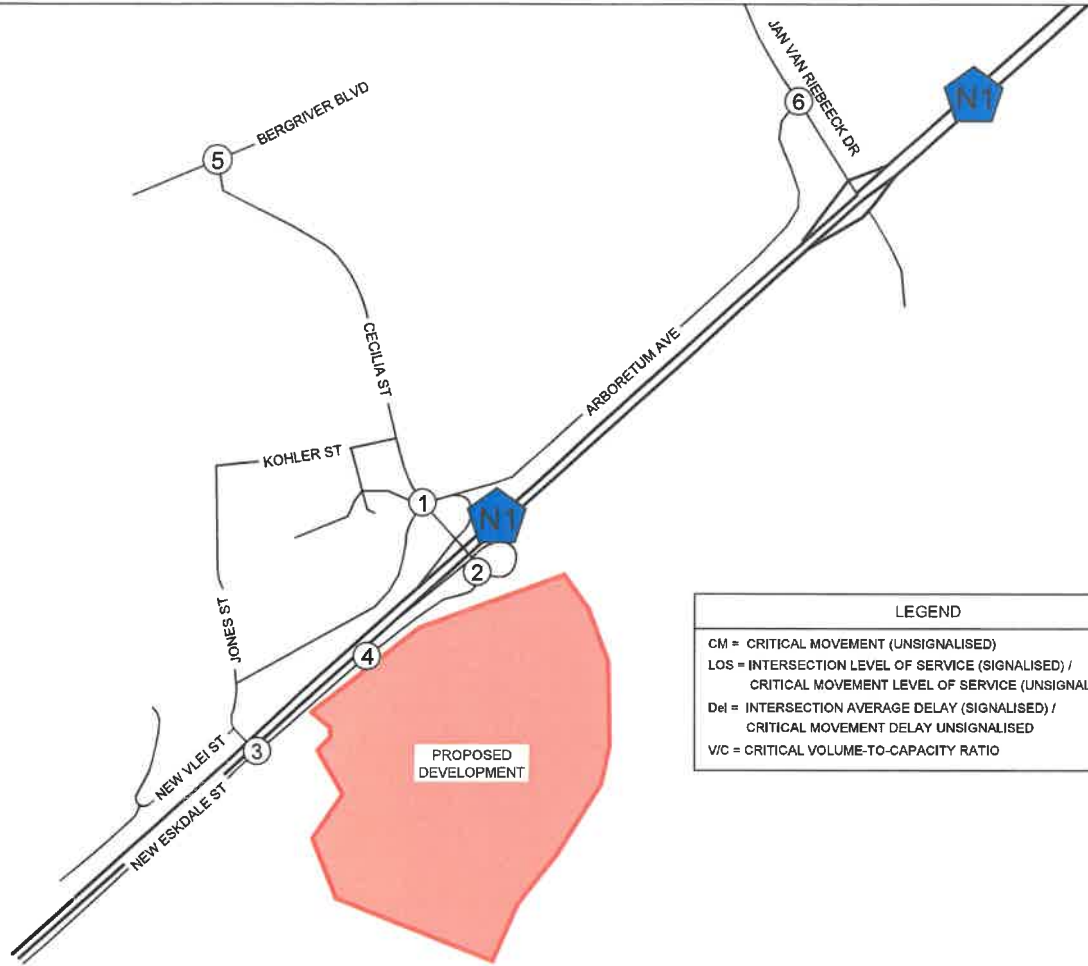 JAN VAN RIEBEECK DR
N1
6
BERGRIVER BLVD
5
CECILIA ST
ARBORETUM AVE
KOHLER ST
1
N1
2
JONES ST
4
NEW VLEI ST
3
NEW ESKDALE ST
PROPOSED
DEVELOPMENT
LEGEND
CM = CRITICAL MOVEMENT (UNSIGNALISED)
LOS = INTERSECTION LEVEL OF SERVICE (SIGNALISED) /
CRITICAL MOVEMENT LEVEL OF SERVICE (UNSIGNAL
Del = INTERSECTION AVERAGE DELAY (SIGNALISED) /
CRITICAL MOVEMENT DELAY UNSIGNALISED
V/C = CRITICAL VOLUME-TO-CAPACITY RATIO